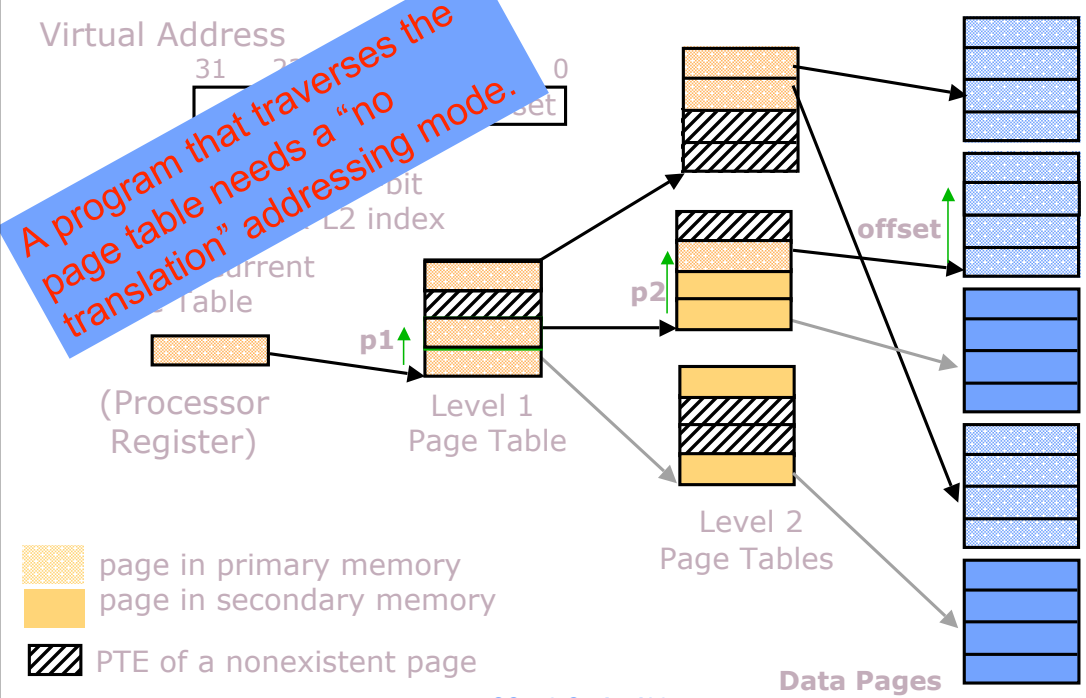 Virtual Address
31
0
A program that traverses the
page table needs a “no
translation” addressing mode.
bit
L2 index
Table
(Processor
Register)
p1
Level 1
Page Table
p2
offset
Level 2
Page Tables
page in primary memory
page in secondary memory
PTE of a nonexistent page
Data Pages